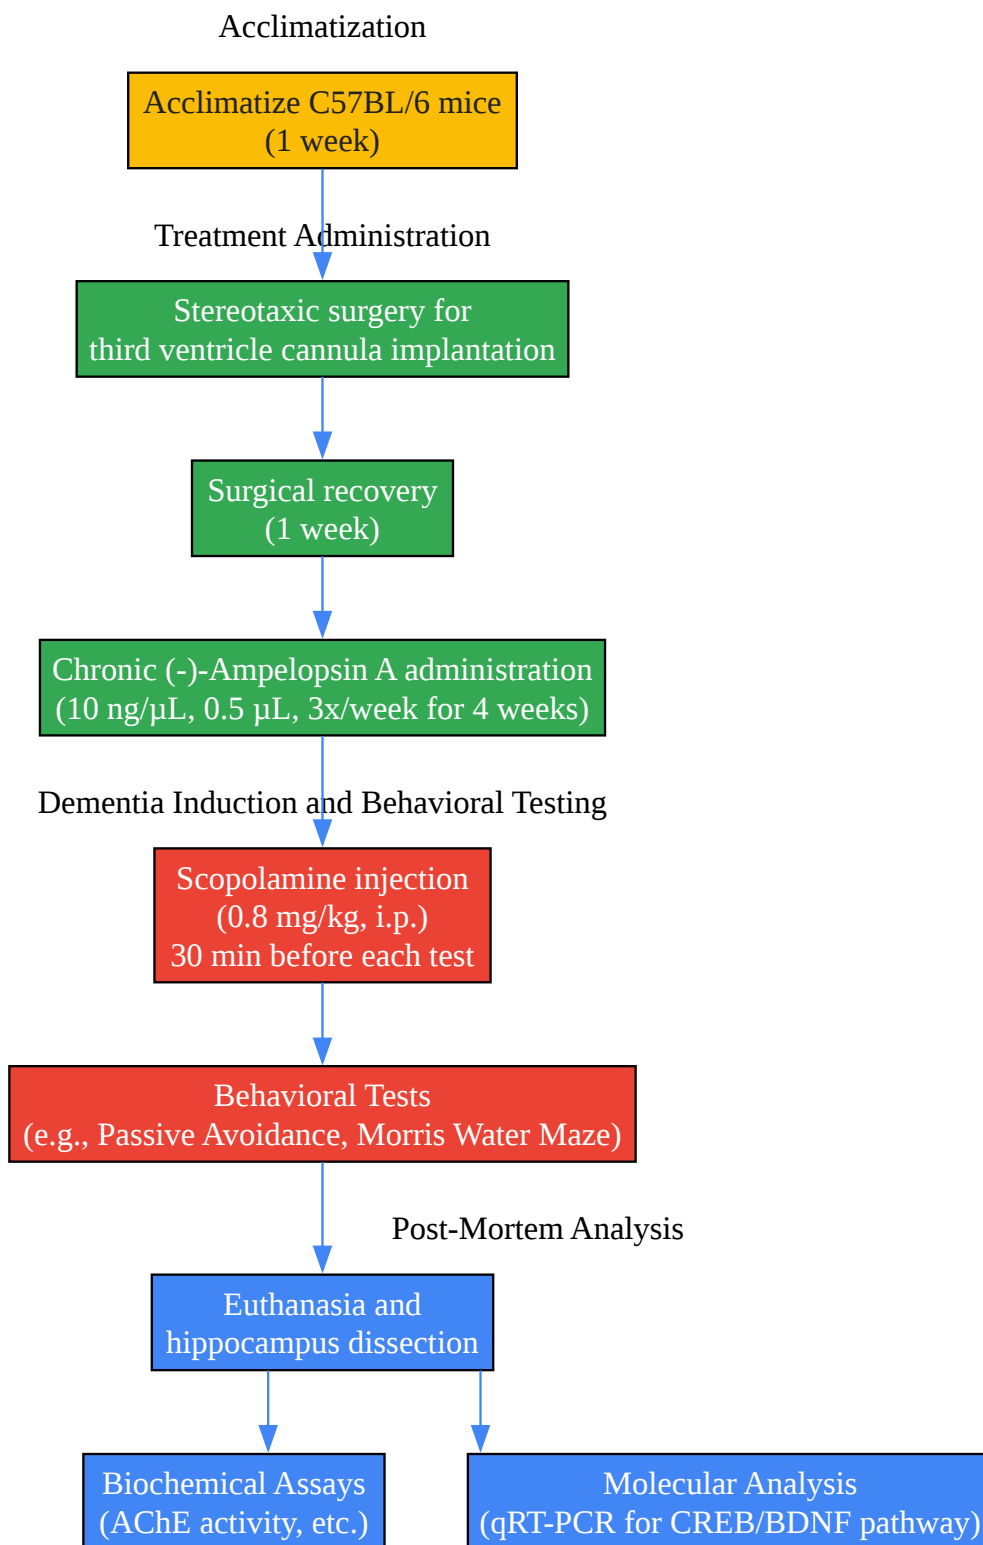 Acclimatization
Acclimatize C57BL/6 mice
(1 week)
Treatment Administration
Stereotaxic surgery for
third ventricle cannula implantation
Surgical recovery
(1 week)
Chronic (-)-Ampelopsin A administration
(10 ng/µL, 0.5 µL, 3x/week for 4 weeks)
Dementia Induction and Behavioral Testing
Scopolamine injection
(0.8 mg/kg, i.p.)
30 min before each test
Behavioral Tests
(e.g., Passive Avoidance, Morris Water Maze)
Post-Mortem Analysis
Euthanasia and
hippocampus dissection
Biochemical Assays
(AChE activity, etc.)
Molecular Analysis
(qRT-PCR for CREB/BDNF pathway)